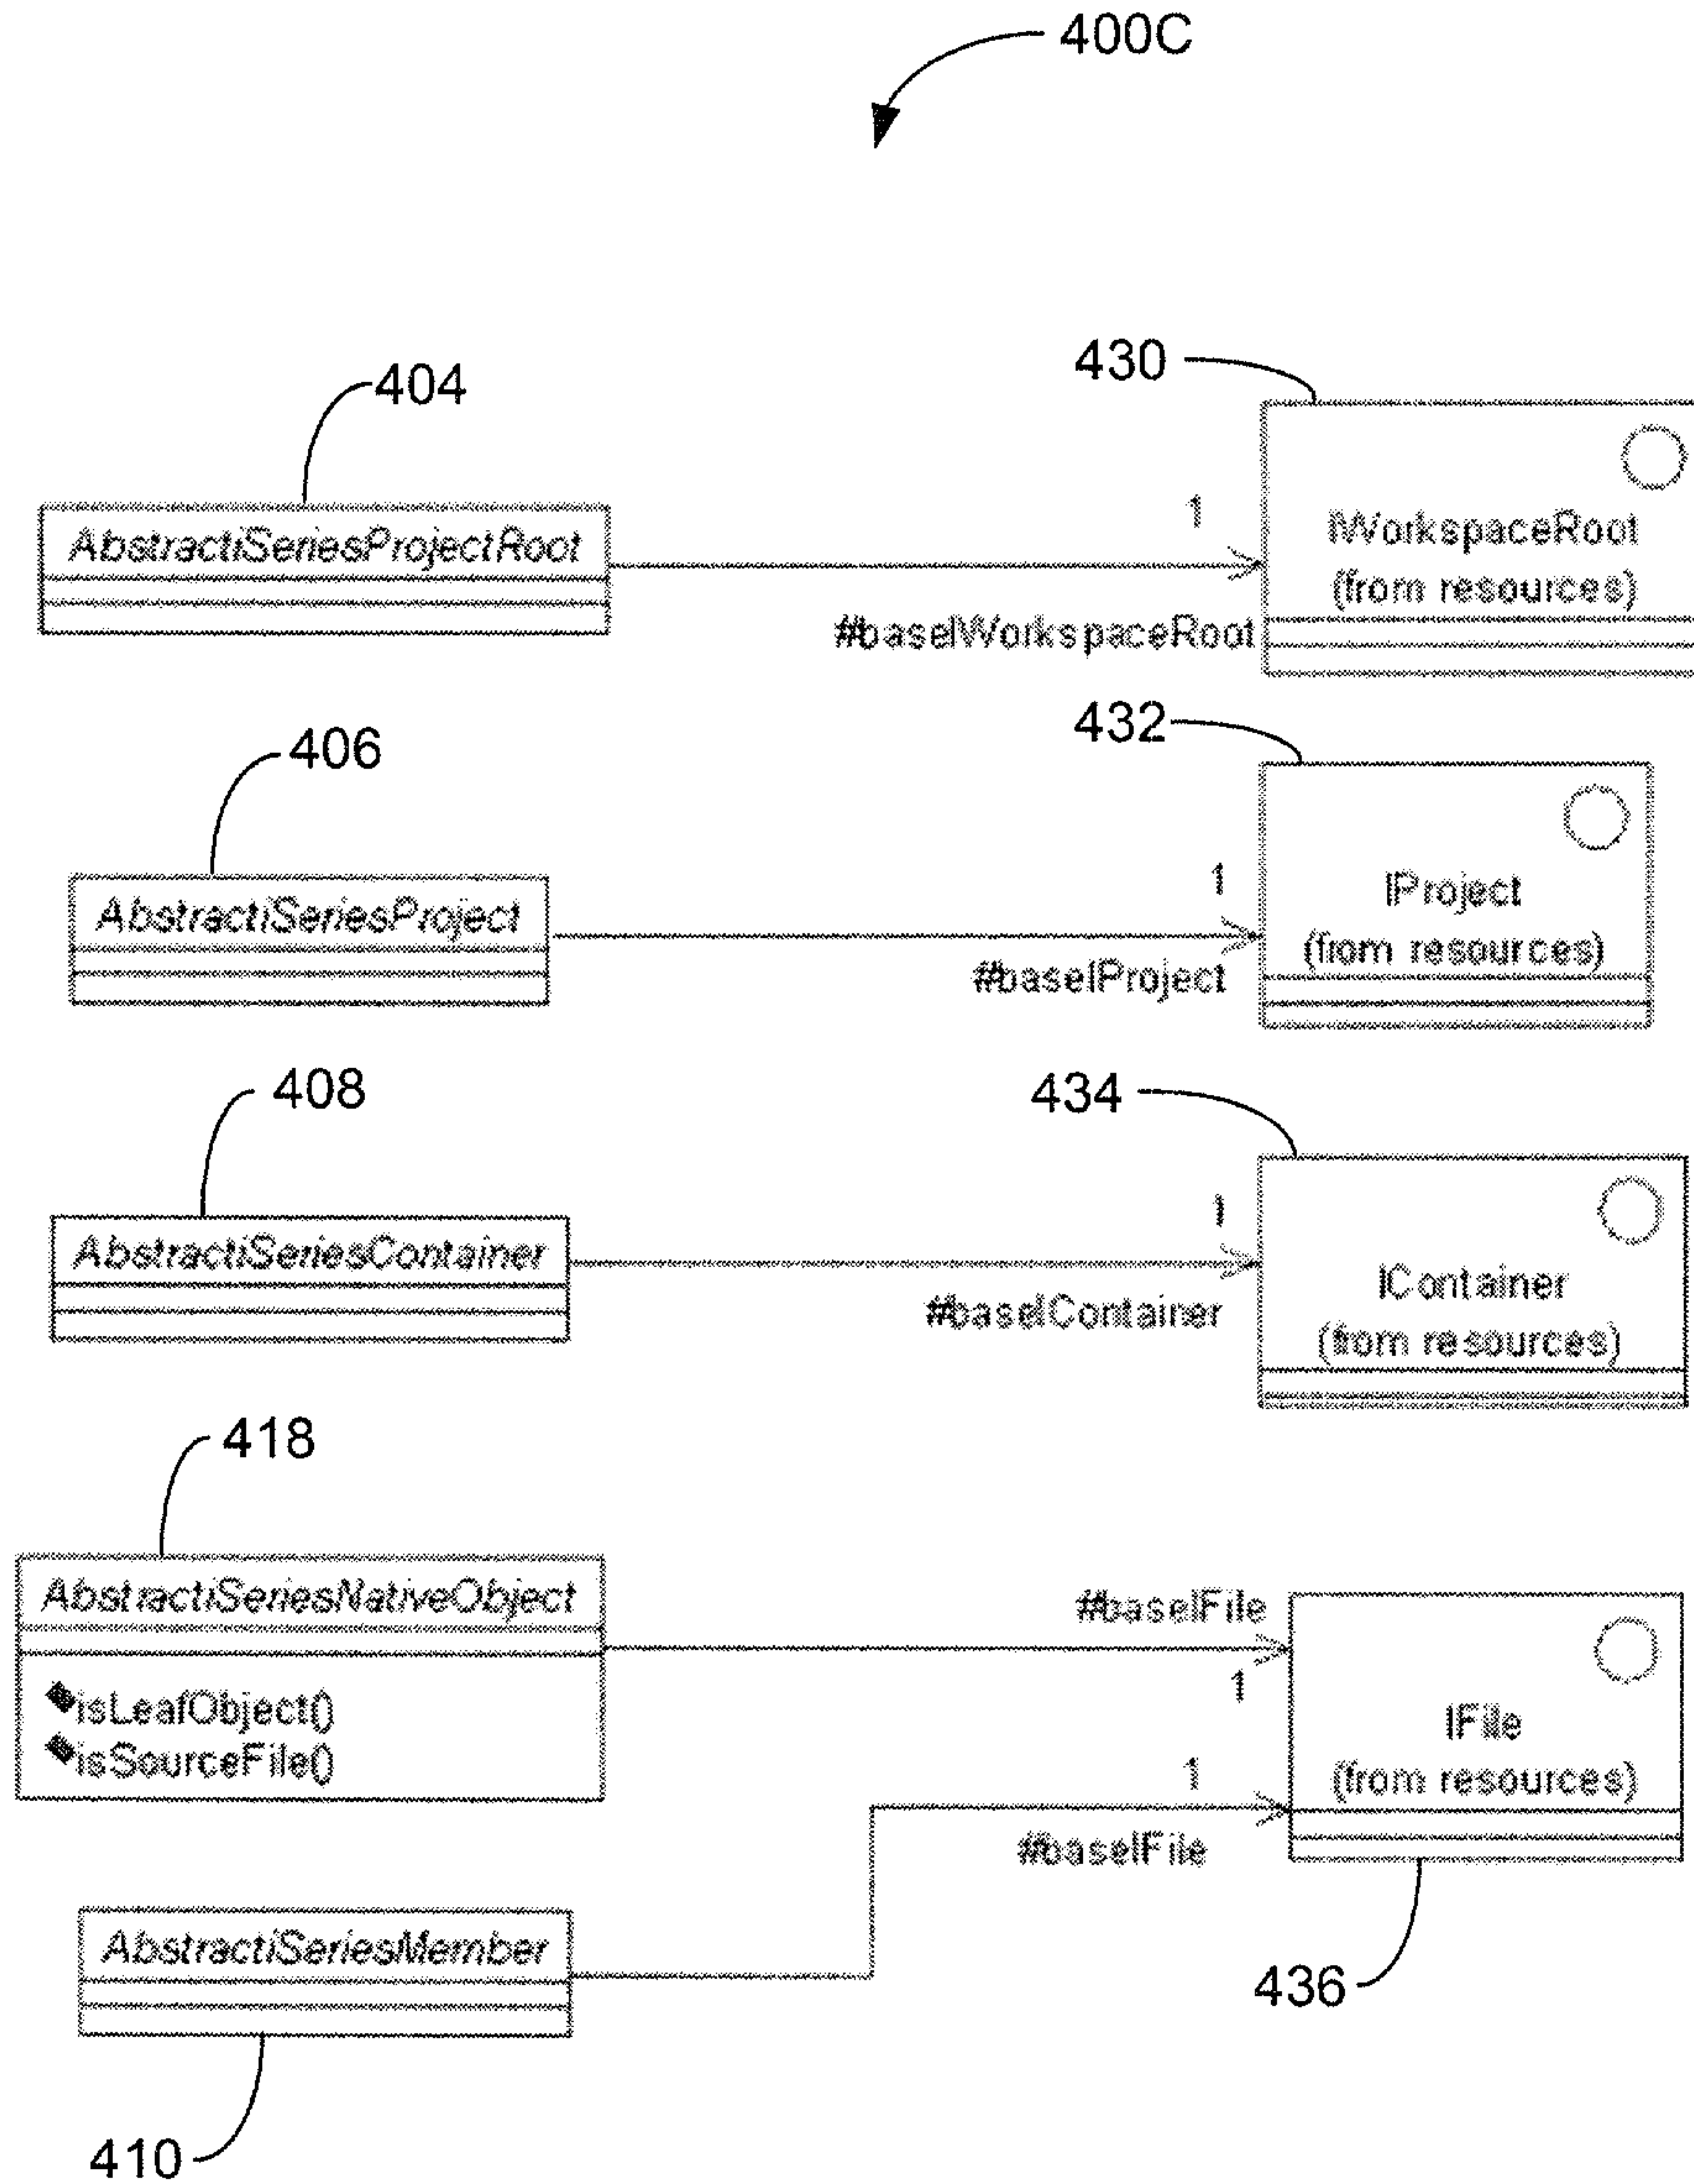 400C
404
430
AbstractiSeriesProjectRoot
1
IWorkspaceRoot
(from resources)
#baseIWorkspaceRoot
406
432
AbstractiSeriesProject
1
IProject
(from resources)
#baseIProject
408
434
AbstractiSeriesContainer
1
IContainer
(from resources)
#baseIContainer
418
AbstractiSeriesNativeObject
isLeafObject()
isSourceFile()
#baseIFile
1
IFile
(from resources)
1
#baseIFile
AbstractiSeriesMember
436
410